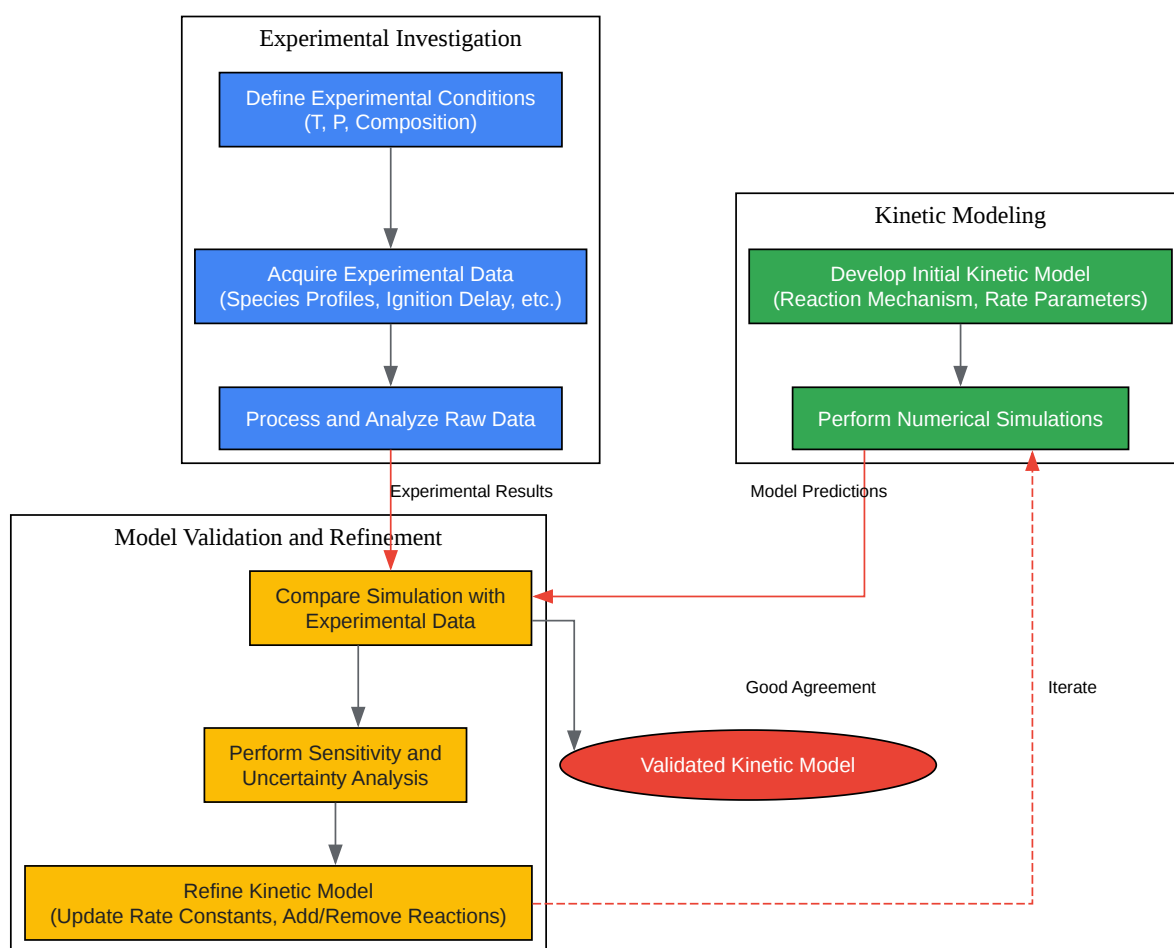 Experimental Investigation
Define Experimental Conditions
(T, P, Composition)
Acquire Experimental Data
(Species Profiles, Ignition Delay, etc.)
Process and Analyze Raw Data
Kinetic Modeling
Develop Initial Kinetic Model
(Reaction Mechanism, Rate Parameters)
Perform Numerical Simulations
Experimental Results
Model Predictions
Model Validation and Refinement
Compare Simulation with
Experimental Data
Good Agreement
Iterate
Perform Sensitivity and
Uncertainty Analysis
Validated Kinetic Model
Refine Kinetic Model
(Update Rate Constants, Add/Remove Reactions)